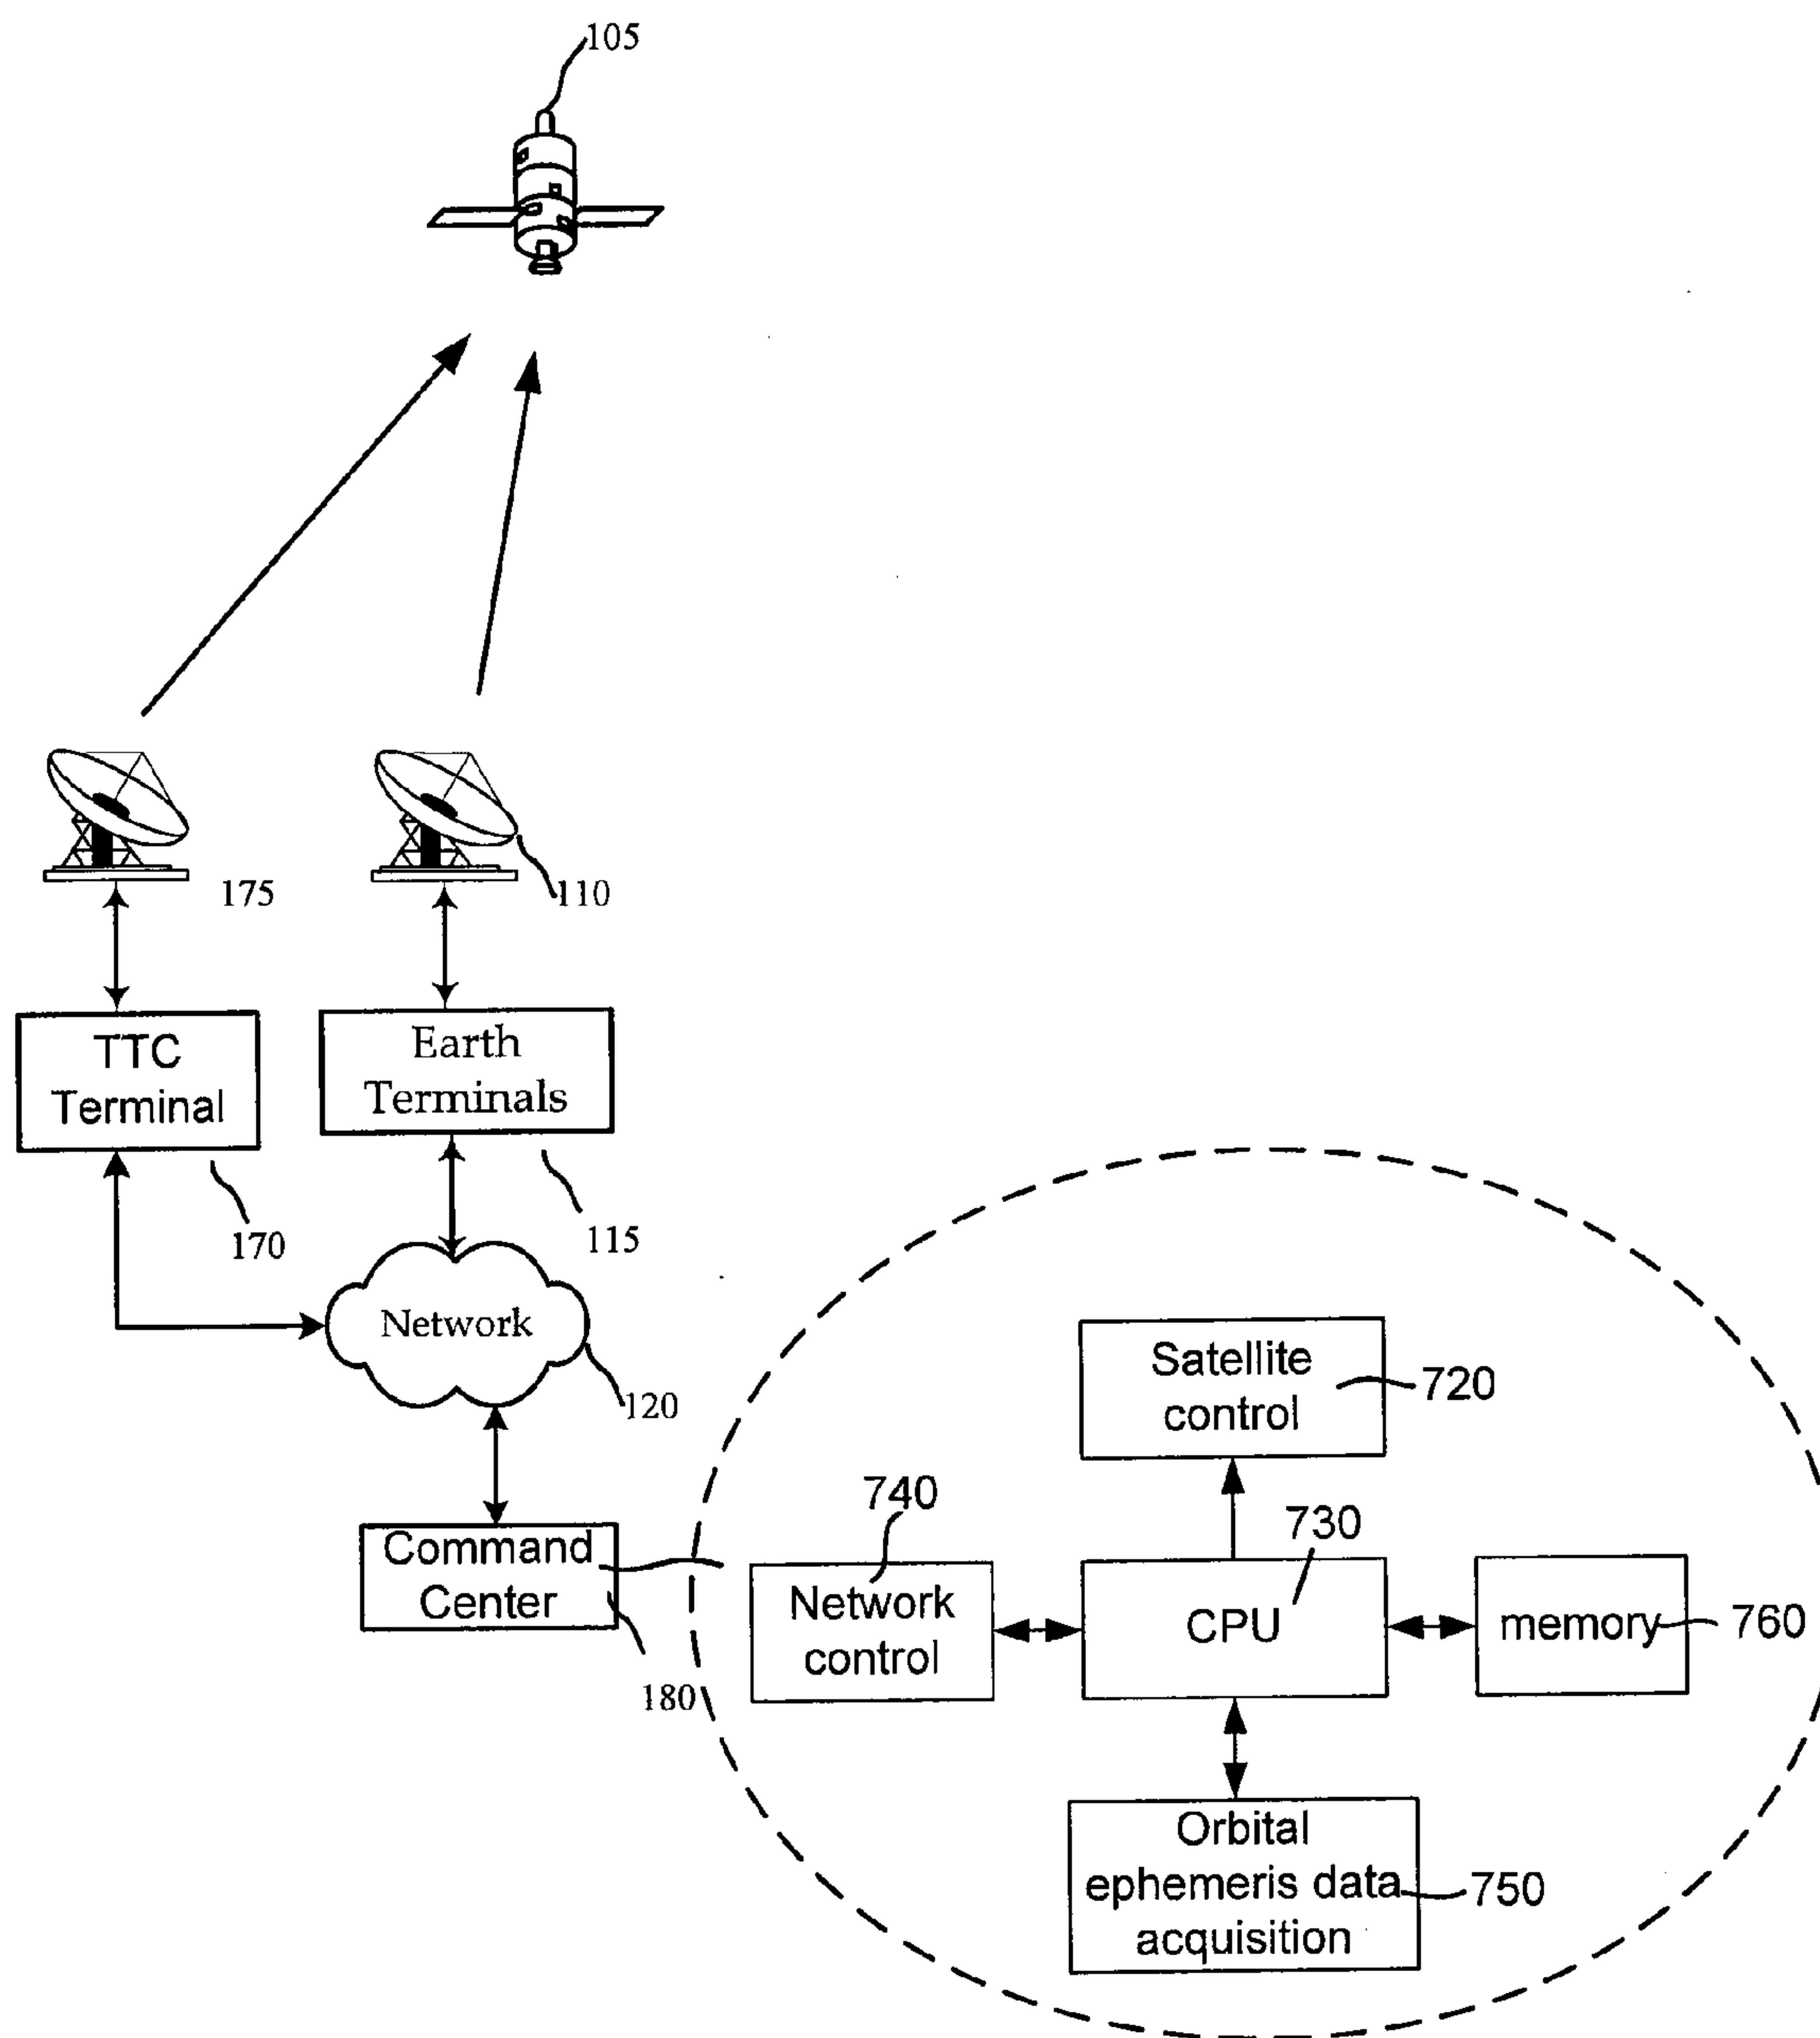 105
175
110
TTC
Terminal
Earth
Terminals
170
115
Network
120
Satellite
control
720
Command
Center
180
740
Network
control
730
CPU
memory
760
Orbital
ephemeris data
acquisition
750